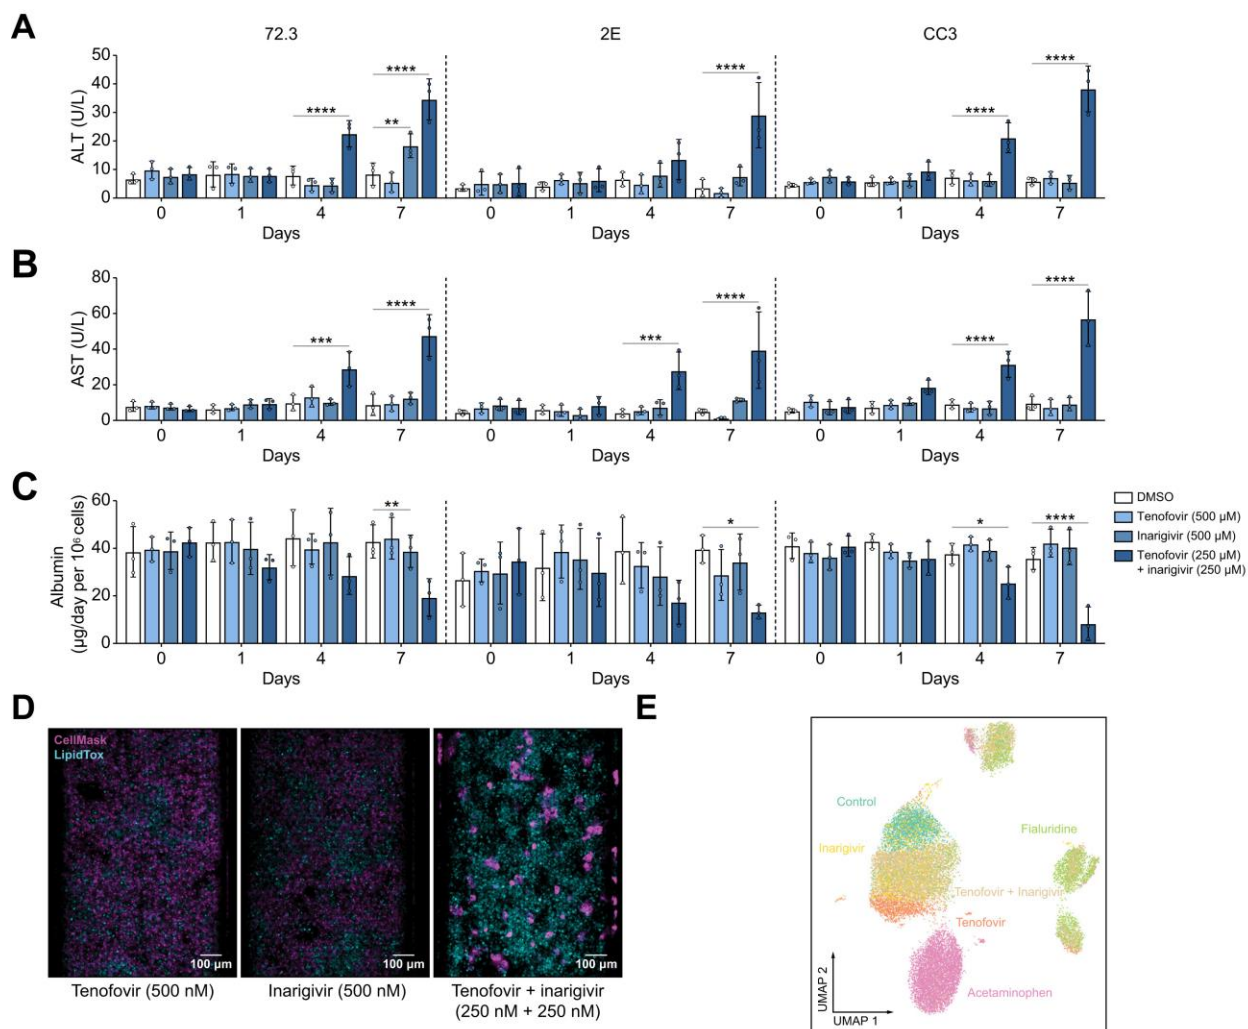 A
72.3
2E
CC3
ALT (U/L)
50
40
30
20
10
0
****
**
****
****
****
****
0 1 4 7 0 1 4 7 0 1 4 7
Days Days Days
B
AST (U/L)
80
60
40
20
0
***
****
***
****
****
****
0 1 4 7 0 1 4 7 0 1 4 7
Days Days Days
C
Albumin
(µg/day per 10⁶ cells)
60
40
20
0
**
*
*
****
0 1 4 7 0 1 4 7 0 1 4 7
Days Days Days
DMSO
Tenofovir (500 µM)
Inarigivir (500 µM)
Tenofovir (250 µM)
+ inarigivir (250 µM)
D
CellMask
LipidTox
100 µm
100 µm
100 µm
Tenofovir (500 nM)
Inarigivir (500 nM)
Tenofovir + inarigivir
(250 nM + 250 nM)
E
Control
Inarigivir
Fialuridine
Tenofovir + Inarigivir
Tenofovir
Acetaminophen
UMAP 2
UMAP 1